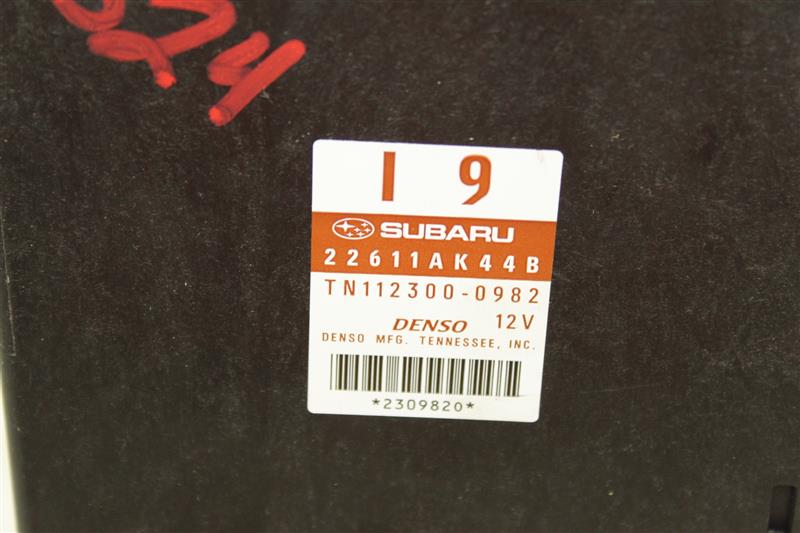 I 9
SUBARU
22611AK44B
TN112300-0982
DENSO 12V
DENSO MFG. TENNESSEE, INC.
*2309820*